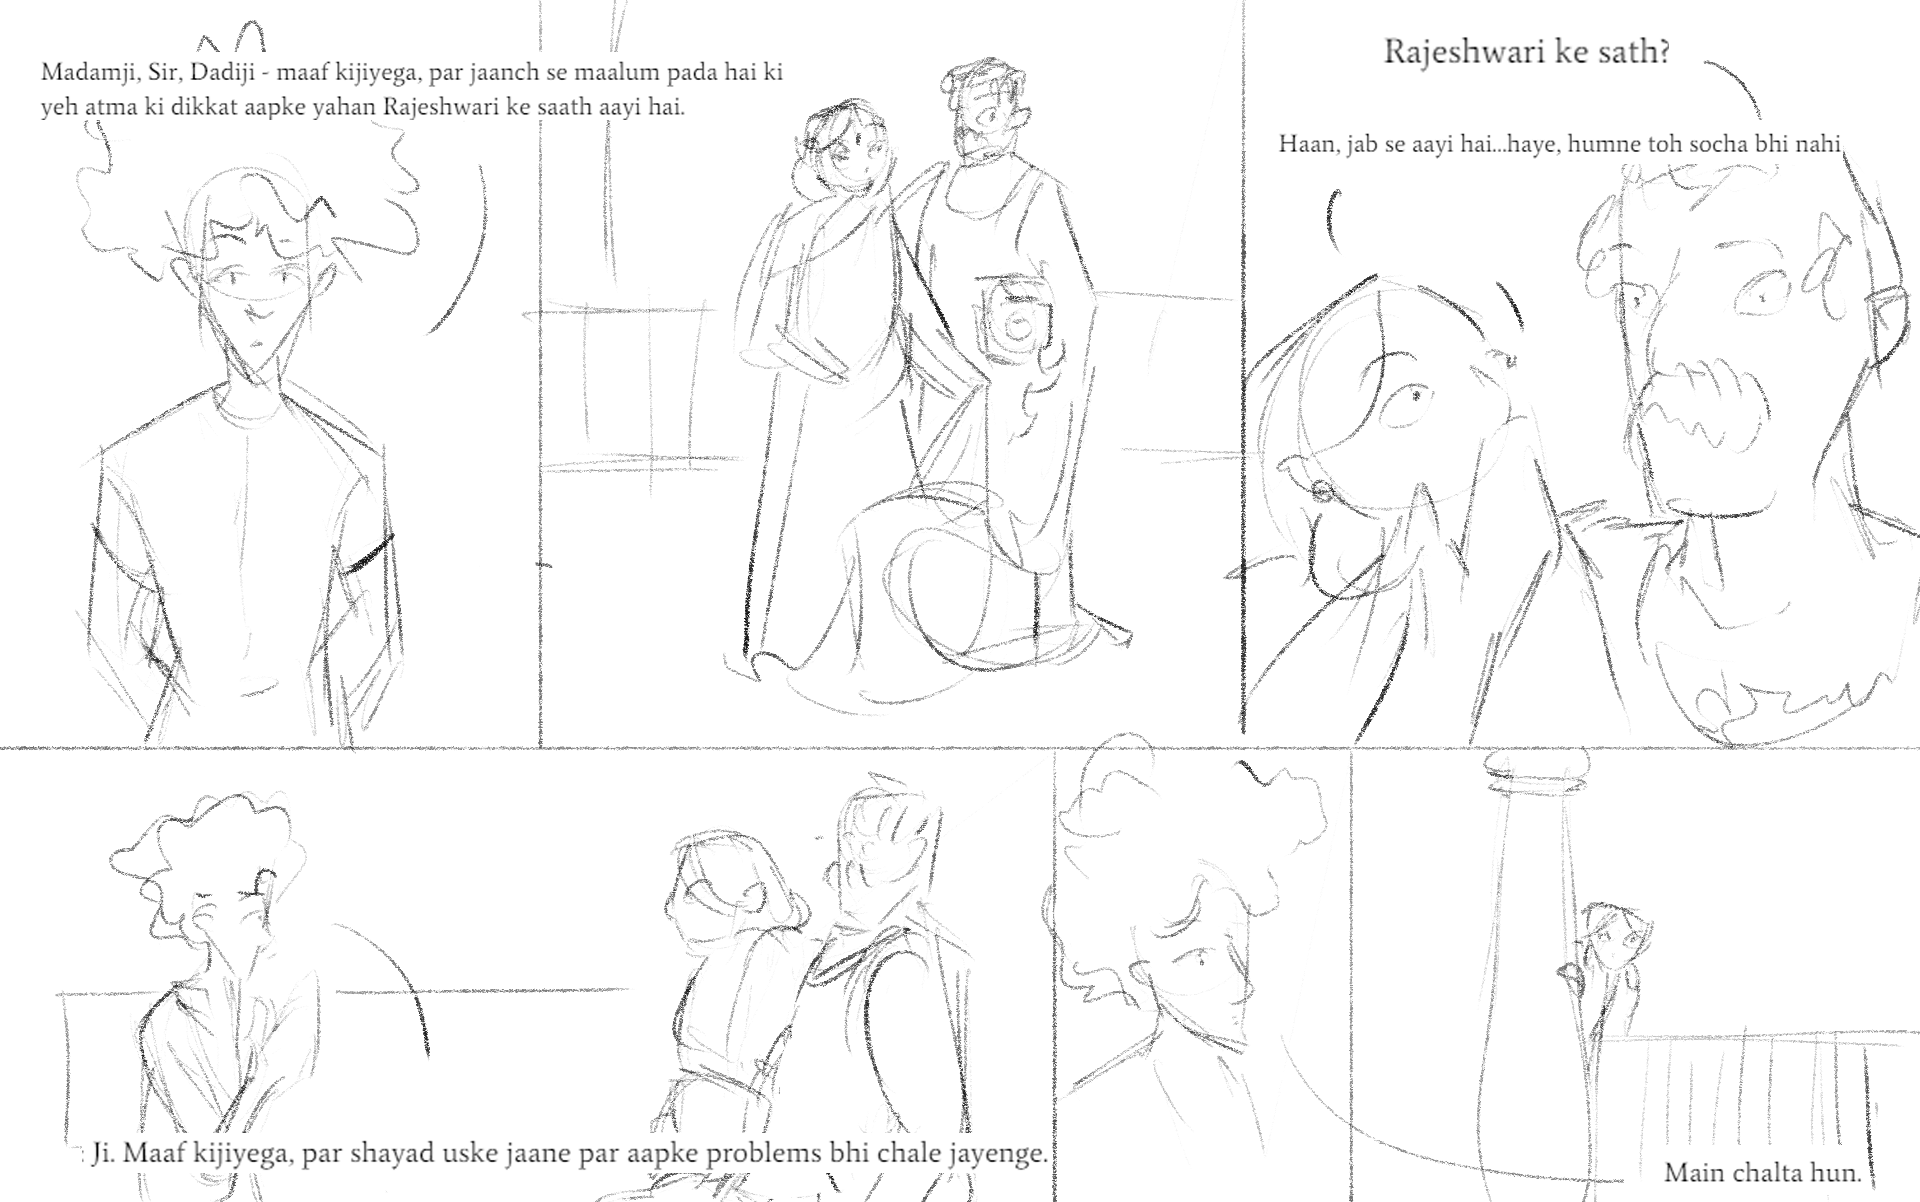 Madamji, Sir, Dadiji - maaf kijiyega, par jaanch se maalum pada hai ki
yeh atma ki dikkat aapke yahan Rajeshwari ke saath aayi hai.
Rajeshwari ke sath?
Haan, jab se aayi hai...haye, humne toh socha bhi nahi
Ji. Maaf kijiyega, par shayad uske jaane par aapke problems bhi chale jayenge.
Main chalta hun.